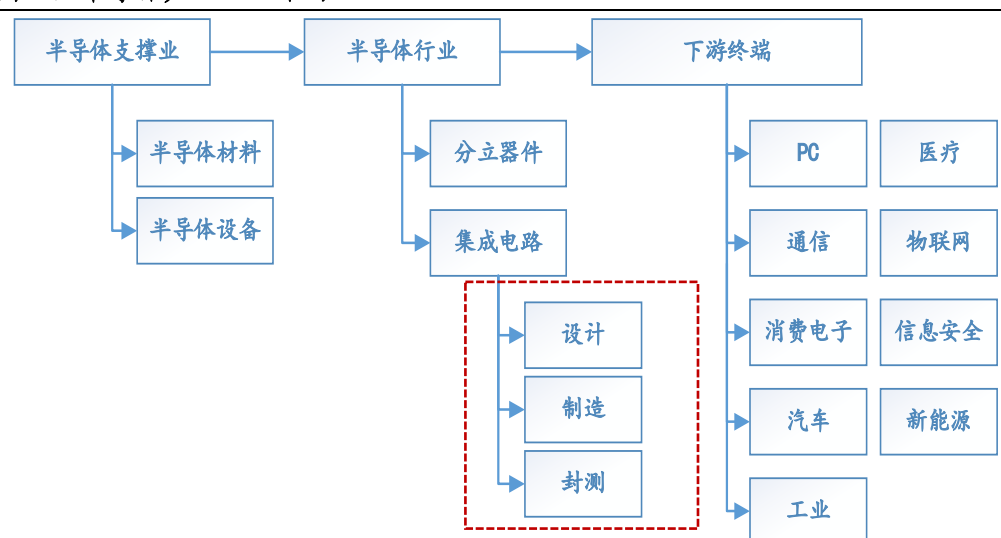 半导体支撑业
半导体行业
下游终端
半导体材料
半导体设备
分立器件
集成电路
设计
制造
封测
PC
医疗
通信
物联网
消费电子
信息安全
汽车
新能源
工业